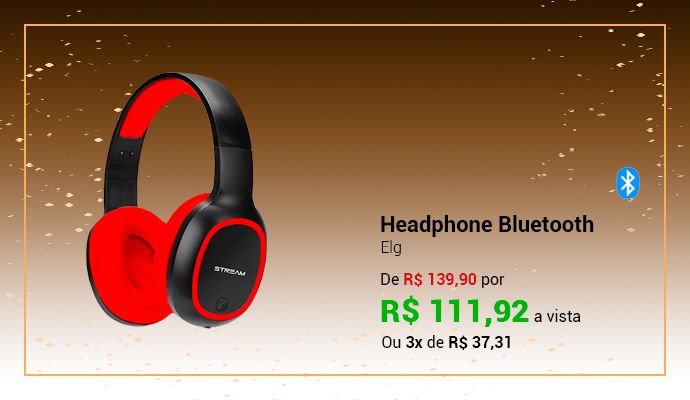 STREAM
Headphone Bluetooth
Elg
De R$ 139,90 por
R$ 111,92 a vista
Ou 3x de R$ 37,31